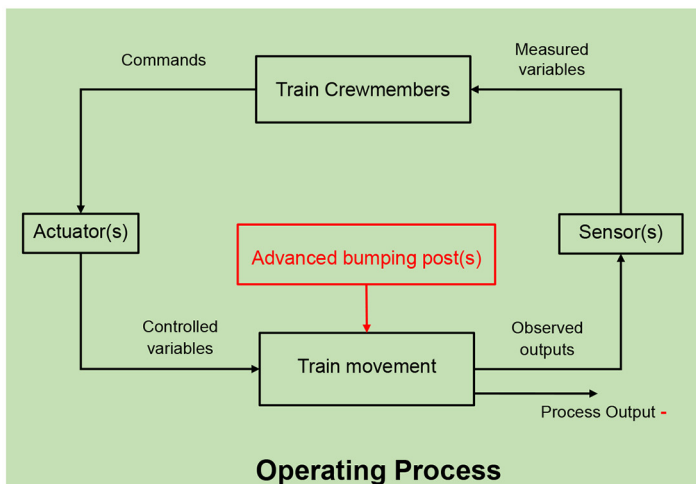 Commands
Measured
variables
Train Crewmembers
Actuator(s)
Sensor(s)
Advanced bumping post(s)
Controlled
variables
Train movement
Observed
outputs
Process Output -
Operating Process